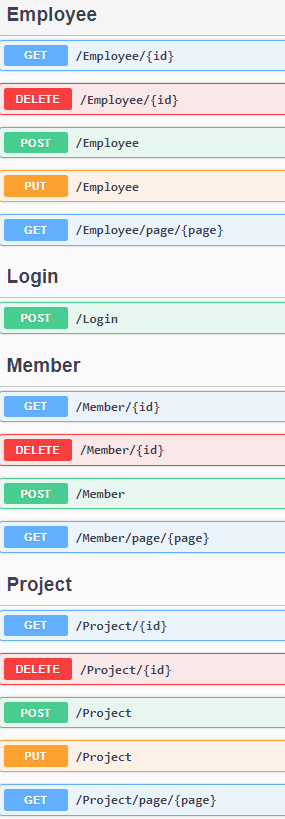 Employee
GET /Employee/{id}
DELETE /Employee/{id}
POST /Employee
PUT /Employee
GET /Employee/page/{page}
Login
POST /Login
Member
GET /Member/{id}
DELETE /Member/{id}
POST /Member
GET /Member/page/{page}
Project
GET /Project/{id}
DELETE /Project/{id}
POST /Project
PUT /Project
GET /Project/page/{page}